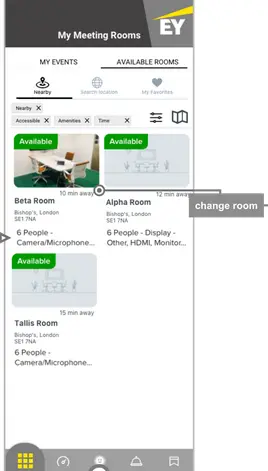 My Meeting Rooms
EY
MY EVENTS
AVAILABLE ROOMS
Nearby
Search location
My Favorites
Nearby X
Accessible X
Amenities X
Time X
Available
Available
10 min away
12 min away
Beta Room
Alpha Room
Bishop's, London
SE1 7NA
Bishop's, London
SE1 7NA
6 People -
Camera/Microphone...
6 People - Display -
Other, HDMI, Monitor...
change room
Available
15 min away
Tallis Room
Bishop's, London
SE1 7NA
6 People -
Camera/Microphone...